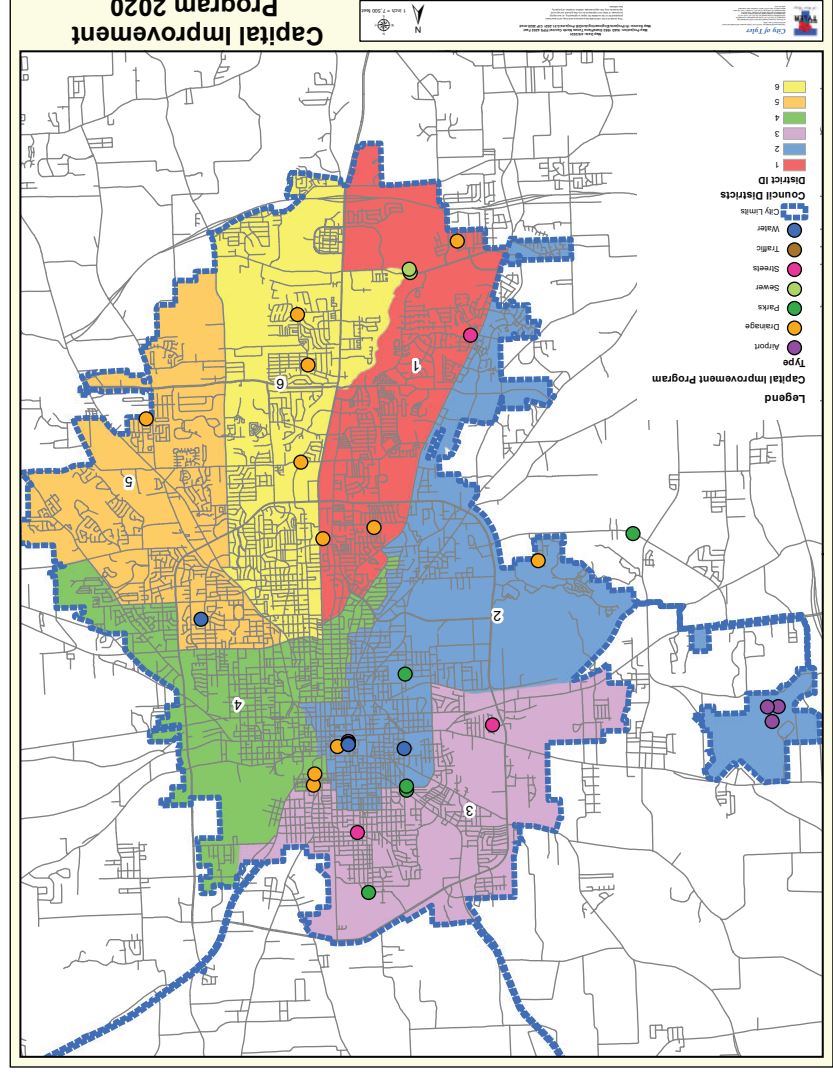 Capital Improvement
Program 2020
City of Tyler
N
1 inch = 7,500 feet
Legend
Capital Improvement Program
Type
Airport
Drainage
Parks
Sewer
Streets
Traffic
Water
City Limits
Council Districts
District ID
1
2
3
4
5
6
3
4
2
5
6
1